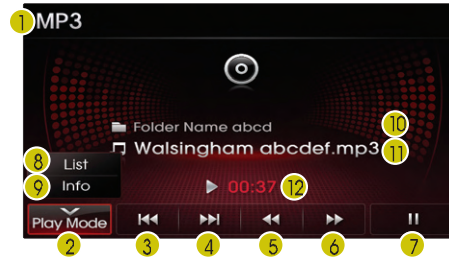 1 MP3
Folder Name abcd 10
Walsingham abcdef.mp3 11
8 List
9 Info
00:37 12
Play Mode
2 3 4 5 6 7